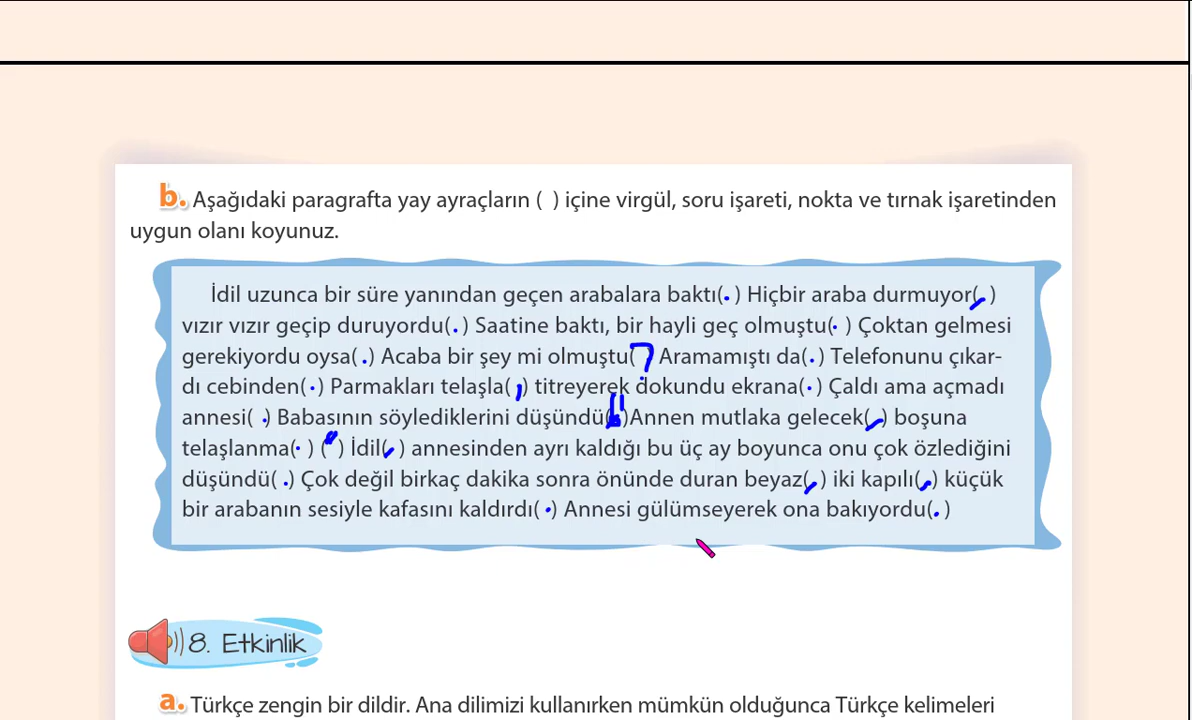 b. Aşağıdaki paragrafta yay ayraçların ( ) içine virgül, soru işareti, nokta ve tırnak işaretinden
uygun olanı koyunuz.
İdil uzunca bir süre yanından geçen arabalara baktı(.) Hiçbir araba durmuyor(,)
vızır vızır geçip duruyordu(.) Saatine baktı, bir hayli geç olmuştu(.) Çoktan gelmesi
gerekiyordu oysa(.) Acaba bir şey mi olmuştu(?) Aramamıştı da(.) Telefonunu çıkar-
dı cebinden(.) Parmakları telaşla(,) titreyerek dokundu ekrana(.) Çaldı ama açmadı
annesi(.) Babasının söylediklerini düşündü(") Annen mutlaka gelecek(,) boşuna
telaşlanma(.) (") İdil(,) annesinden ayrı kaldığı bu üç ay boyunca onu çok özlediğini
düşündü(.) Çok değil birkaç dakika sonra önünde duran beyaz(,) iki kapılı(,) küçük
bir arabanın sesiyle kafasını kaldırdı(.) Annesi gülümseyerek ona bakıyordu(.)
8. Etkinlik
a. Türkçe zengin bir dildir. Ana dilimizi kullanırken mümkün olduğunca Türkçe kelimeleri